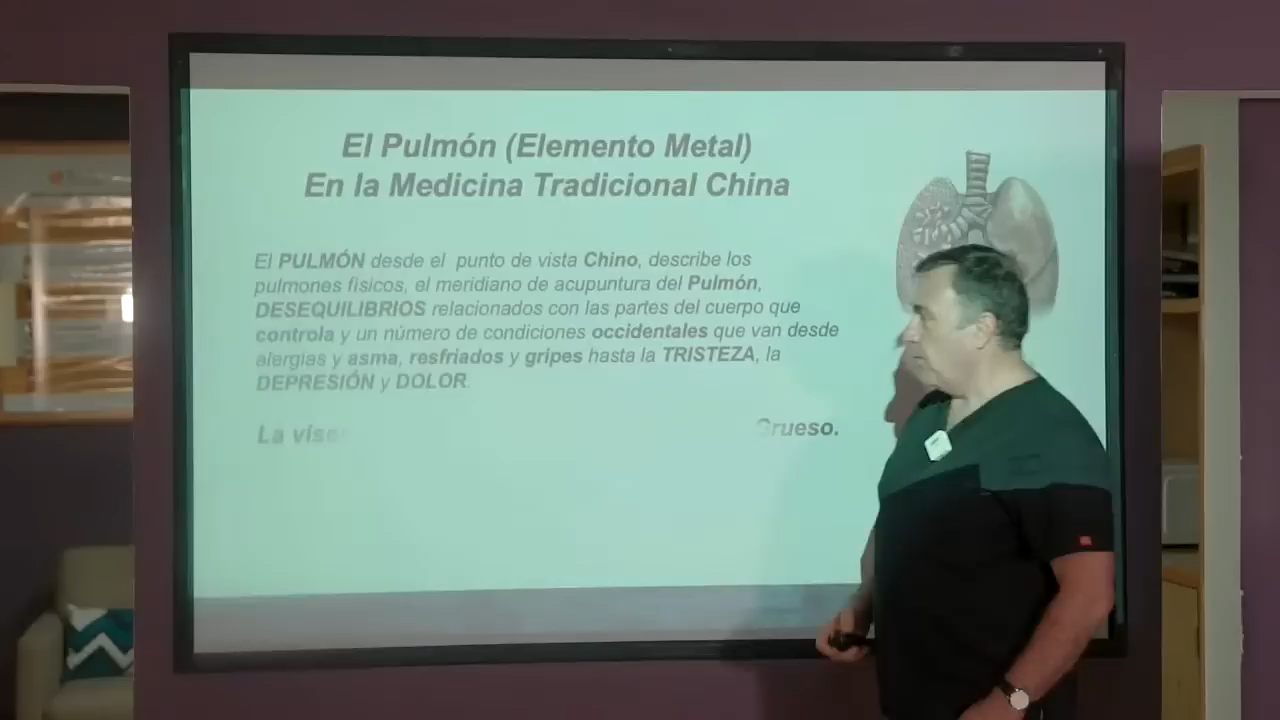 El Pulmón (Elemento Metal)
En la Medicina Tradicional China
El PULMÓN desde el punto de vista Chino, describe los
pulmones físicos, el meridiano de acupuntura del Pulmón,
DESEQUILIBRIOS relacionados con las partes del cuerpo que
controla y un número de condiciones occidentales que van desde
alergias y asma, resfriados y gripes hasta la TRISTEZA, la
DEPRESIÓN y DOLOR.
La Grueso.